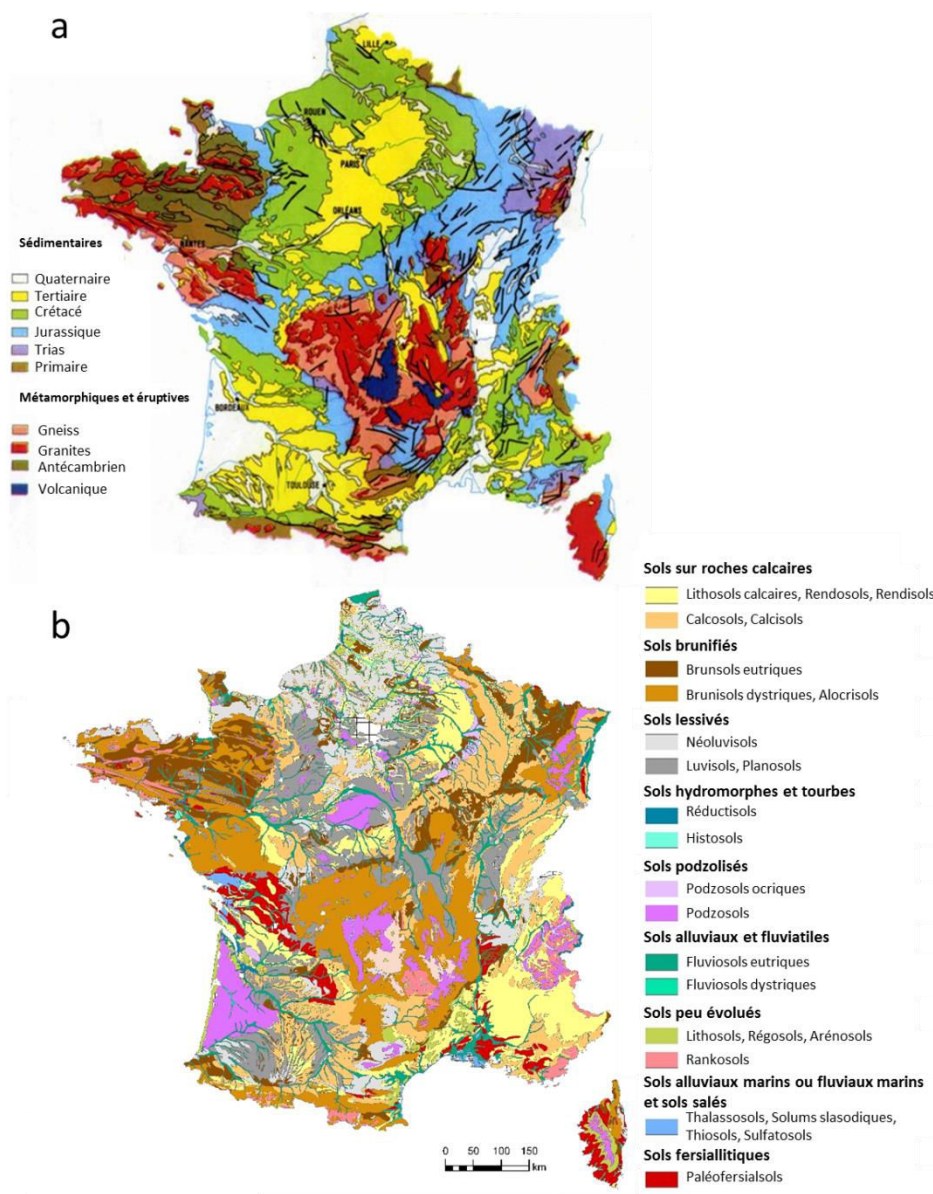 a
LILLE
ROUEN
PARIS
ORLÉANS
NANTES
BORDEAUX
TOULOUSE
Sédimentaires
Quaternaire
Tertiaire
Crétacé
Jurassique
Trias
Primaire
Métamorphiques et éruptives
Gneiss
Granites
Antécambrien
Volcanique
b
0 50 100 150
km
Sols sur roches calcaires
Lithosols calcaires, Rendosols, Rendisols
Calcosols, Calcisols
Sols brunifiés
Brunsols eutriques
Brunisols dystriques, Alocrisols
Sols lessivés
Néoluvisols
Luvisols, Planosols
Sols hydromorphes et tourbes
Réductisols
Histosols
Sols podzolisés
Podzosols ocriques
Podzosols
Sols alluviaux et fluviatiles
Fluviosols eutriques
Fluviosols dystriques
Sols peu évolués
Lithosols, Régosols, Arénosols
Rankosols
Sols alluviaux marins ou fluviaux marins
et sols salés
Thalassosols, Solums slasodiques,
Thiosols, Sulfatosols
Sols fersiallitiques
Paléofersialsols